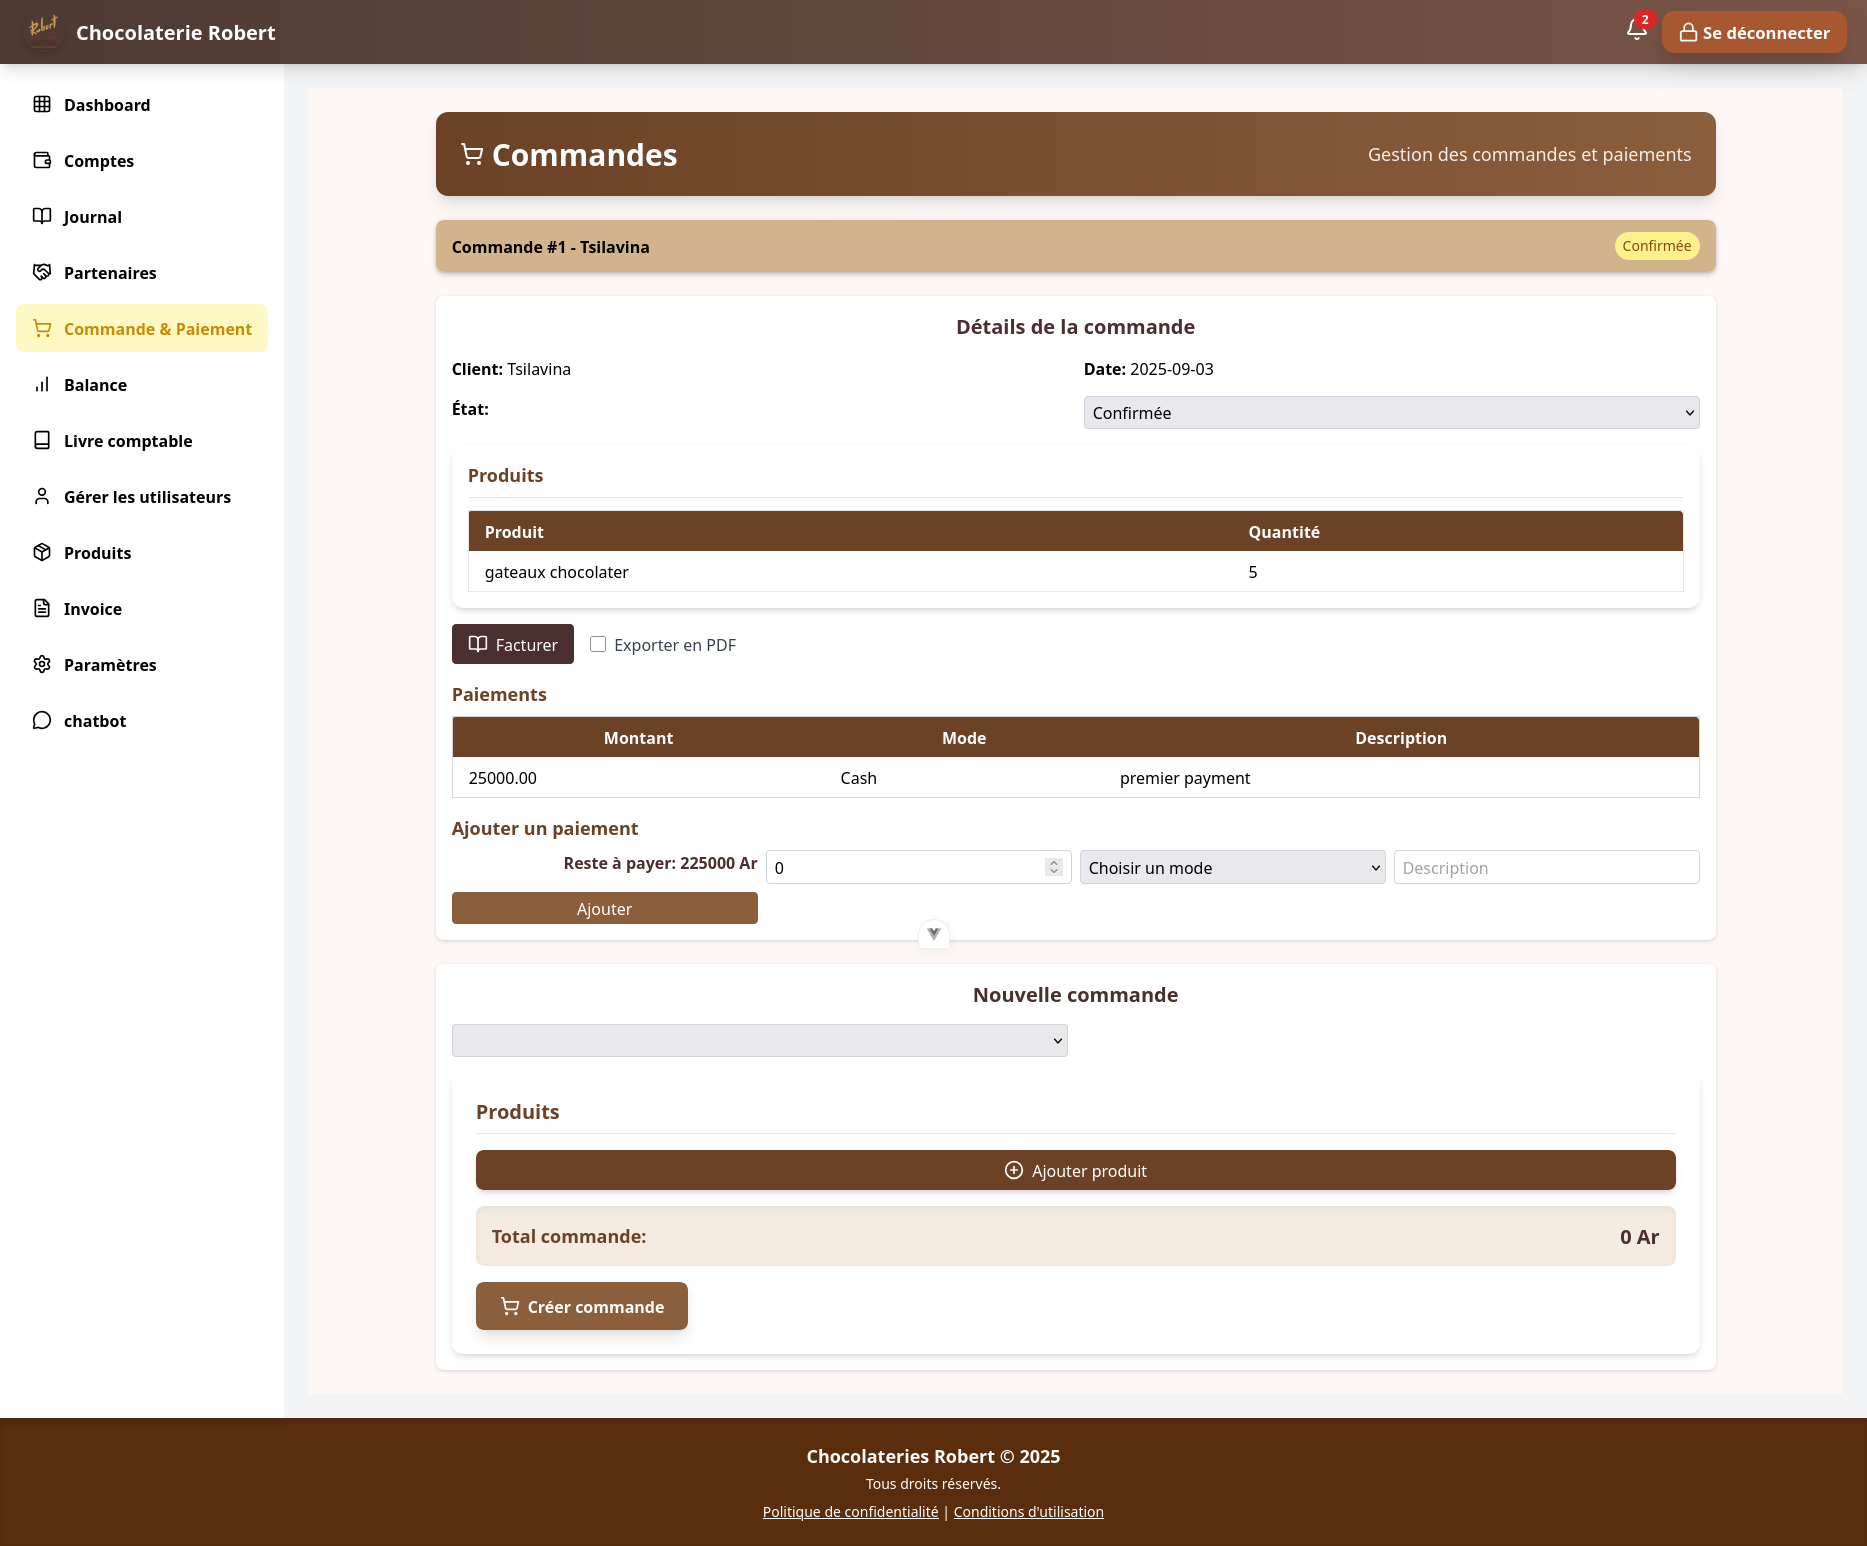 Robert
Chocolaterie Robert
2
Se déconnecter
Dashboard
Comptes
Journal
Partenaires
Commande & Paiement
Balance
Livre comptable
Gérer les utilisateurs
Produits
Invoice
Paramètres
chatbot
Commandes
Gestion des commandes et paiements
Commande #1 - Tsilavina
Confirmée
Détails de la commande
Client: Tsilavina
Date: 2025-09-03
État:
Confirmée
Produits
Produit Quantité
gateaux chocolater 5
Facturer
Exporter en PDF
Paiements
Montant Mode Description
25000.00 Cash premier payment
Ajouter un paiement
Reste à payer: 225000 Ar
0
Choisir un mode
Description
Ajouter
Nouvelle commande
Produits
Ajouter produit
Total commande: 0 Ar
Créer commande
Chocolateries Robert © 2025
Tous droits réservés.
Politique de confidentialité | Conditions d'utilisation